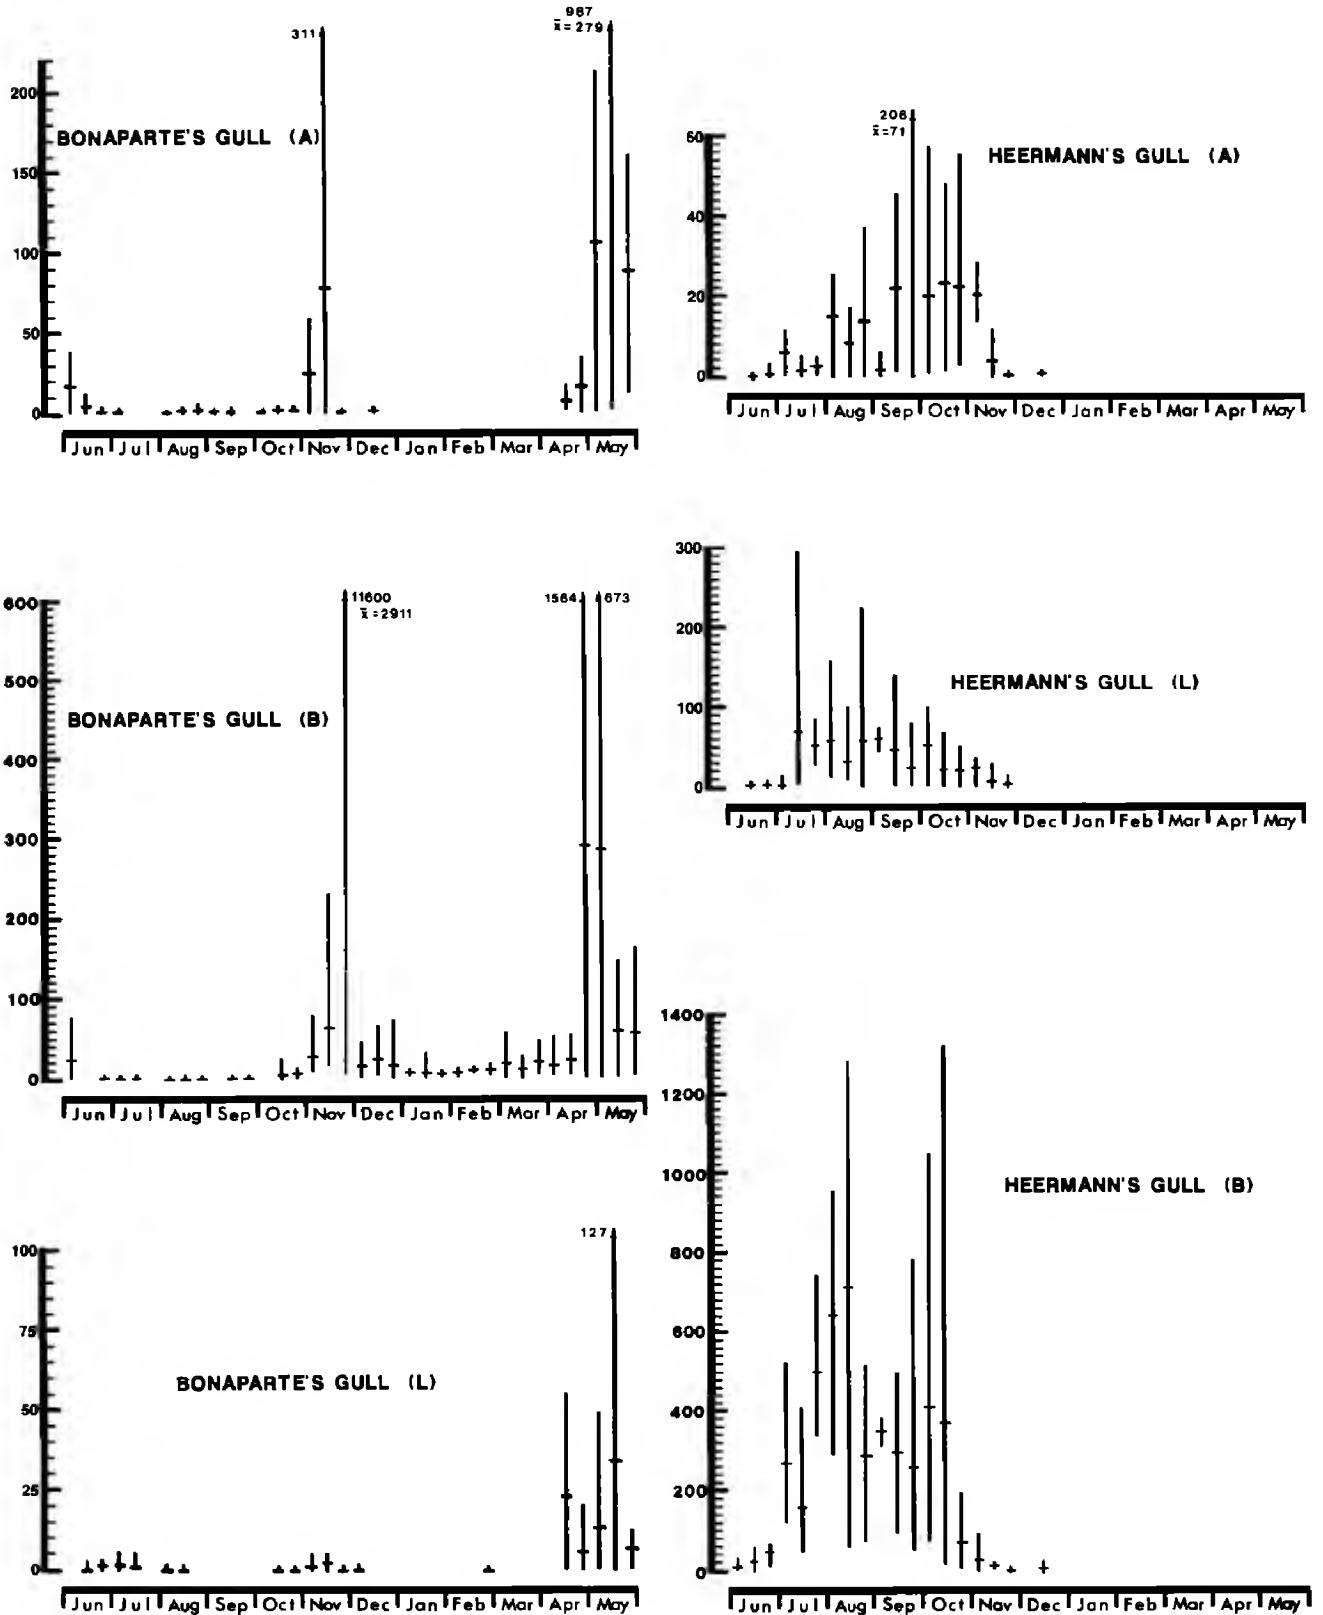 311
987
x̄=279
200
150
100
50
0
BONAPARTE'S GULL (A)
Jun Jul Aug Sep Oct Nov Dec Jan Feb Mar Apr May
206
x̄=71
60
40
20
0
HEERMANN'S GULL (A)
Jun Jul Aug Sep Oct Nov Dec Jan Feb Mar Apr May
11600
x̄=2911
1564
673
600
500
400
300
200
100
0
BONAPARTE'S GULL (B)
Jun Jul Aug Sep Oct Nov Dec Jan Feb Mar Apr May
300
200
100
0
HEERMANN'S GULL (L)
Jun Jul Aug Sep Oct Nov Dec Jan Feb Mar Apr May
127
100
75
50
25
0
BONAPARTE'S GULL (L)
Jun Jul Aug Sep Oct Nov Dec Jan Feb Mar Apr May
1400
1200
1000
800
600
400
200
0
HEERMANN'S GULL (B)
Jun Jul Aug Sep Oct Nov Dec Jan Feb Mar Apr May